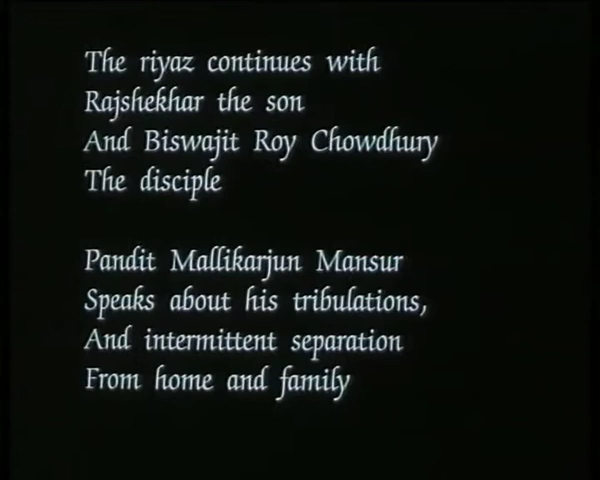 The riyaz continues with
Rajshekhar the son
And Biswajit Roy Chowdhury
The disciple
Pandit Mallikarjun Mansur
Speaks about his tribulations,
And intermittent separation
From home and family